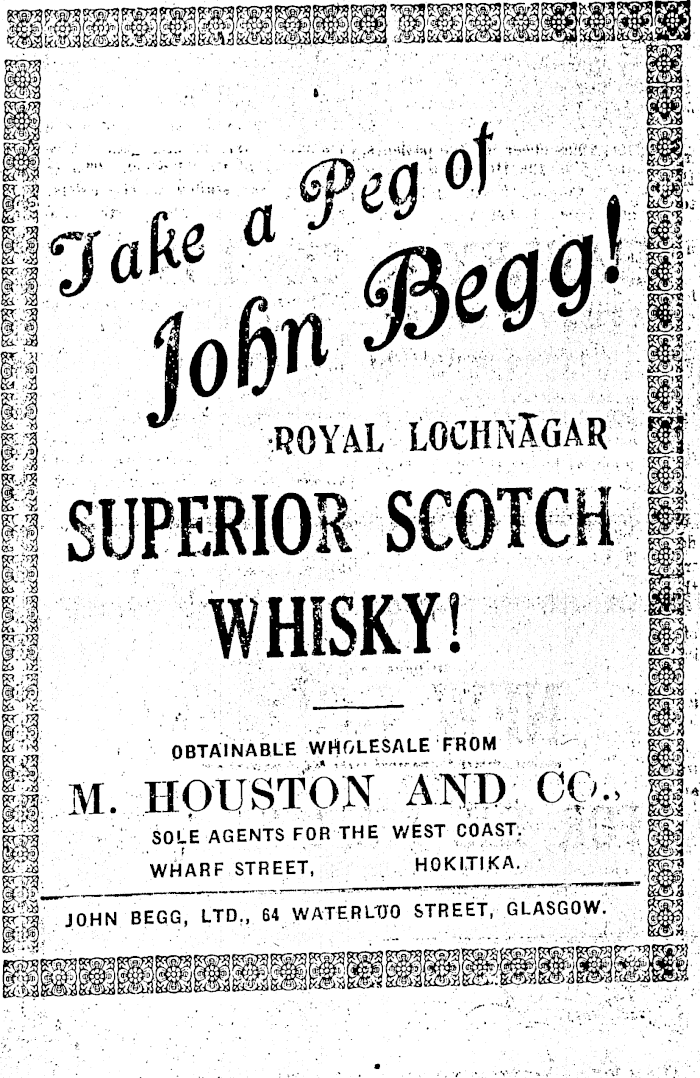 Take a Peg of
John Begg!
ROYAL LOCHNAGAR
SUPERIOR SCOTCH
WHISKY!
OBTAINABLE WHOLESALE FROM
M. HOUSTON AND CO.,
SOLE AGENTS FOR THE WEST COAST.
WHARF STREET, HOKITIKA.
JOHN BEGG, LTD., 64 WATERLOO STREET, GLASGOW.